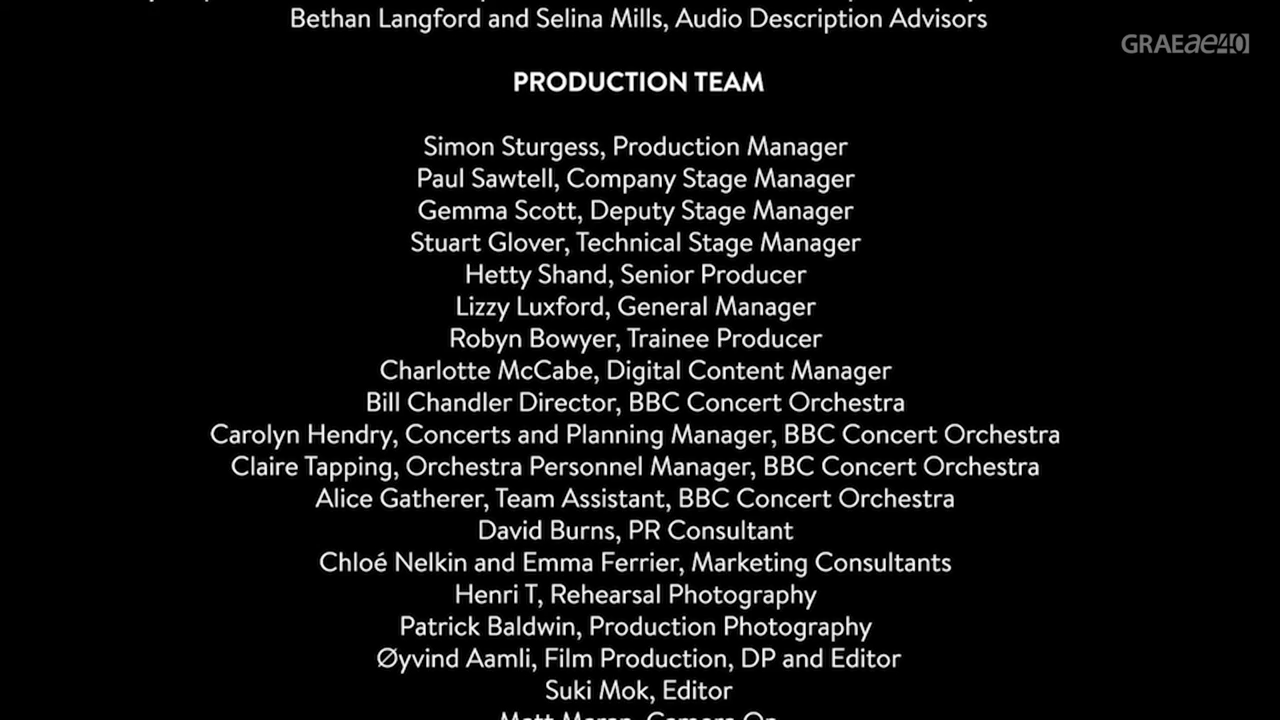 Bethan Langford and Selina Mills, Audio Description Advisors
GRAEae40
PRODUCTION TEAM
Simon Sturgess, Production Manager
Paul Sawtell, Company Stage Manager
Gemma Scott, Deputy Stage Manager
Stuart Glover, Technical Stage Manager
Hetty Shand, Senior Producer
Lizzy Luxford, General Manager
Robyn Bowyer, Trainee Producer
Charlotte McCabe, Digital Content Manager
Bill Chandler Director, BBC Concert Orchestra
Carolyn Hendry, Concerts and Planning Manager, BBC Concert Orchestra
Claire Tapping, Orchestra Personnel Manager, BBC Concert Orchestra
Alice Gatherer, Team Assistant, BBC Concert Orchestra
David Burns, PR Consultant
Chloé Nelkin and Emma Ferrier, Marketing Consultants
Henri T, Rehearsal Photography
Patrick Baldwin, Production Photography
Øyvind Aamli, Film Production, DP and Editor
Suki Mok, Editor